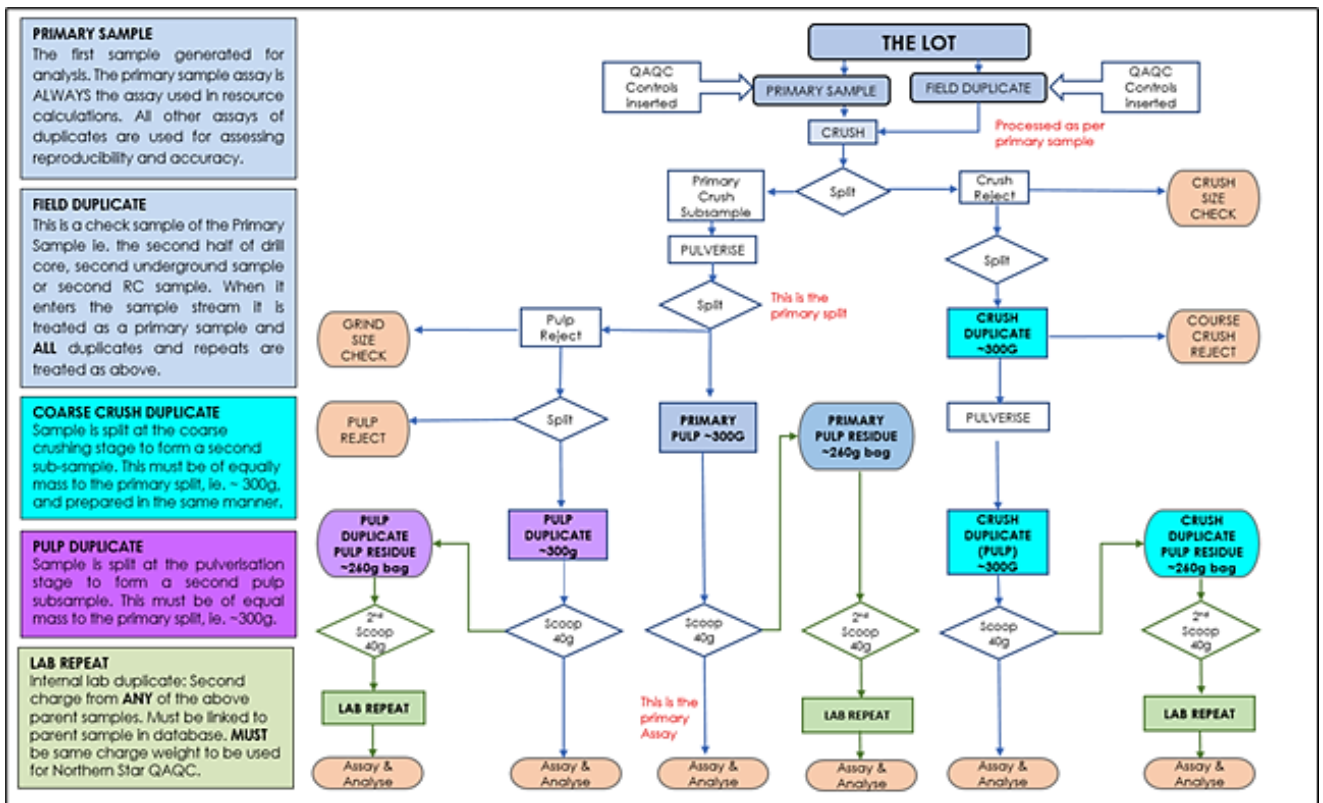 PRIMARY SAMPLE
The first sample generated for
analysis. The primary sample assay is
ALWAYS the assay used in resource
calculations. All other assays of
duplicates are used for assessing
reproducibility and accuracy.
FIELD DUPLICATE
This is a check sample of the Primary
Sample ie. the second half of drill
core, second underground sample
or second RC sample. When it
enters the sample stream it is
treated as a primary sample and
ALL duplicates and repeats are
treated as above.
COARSE CRUSH DUPLICATE
Sample is split at the coarse
crushing stage to form a second
sub-sample. This must be of equally
mass to the primary split, ie. ~ 300g,
and prepared in the same manner.
PULP DUPLICATE
Sample is split at the pulverisation
stage to form a second pulp
subsample. This must be of equal
mass to the primary split, ie. ~300g.
LAB REPEAT
Internal lab duplicate: Second
charge from ANY of the above
parent samples. Must be linked to
parent sample in database. MUST
be same charge weight to be used
for Northern Star QAQC.
THE LOT
QAQC
Controls
Inserted
PRIMARY SAMPLE
FIELD DUPLICATE
QAQC
Controls
Inserted
CRUSH
Processed as per
primary sample
Primary
Crush
Subsample
Split
Crush
Reject
CRUSH
SIZE
CHECK
PULVERISE
Split
Split
This is the
primary split
GRIND
SIZE
CHECK
Pulp
Reject
CRUSH
DUPLICATE
~300G
COURSE
CRUSH
REJECT
PULP
REJECT
Split
PRIMARY
PULP ~300G
PRIMARY
PULP RESIDUE
~260g bag
PULVERISE
PULP
DUPLICATE
PULP RESIDUE
~260g bag
PULP
DUPLICATE
~300g
CRUSH
DUPLICATE
(PULP)
~300G
CRUSH
DUPLICATE
PULP RESIDUE
~260g bag
2nd
Scoop
40g
Scoop
40g
Scoop
40g
2nd
Scoop
40g
Scoop
40g
2nd
Scoop
40g
LAB REPEAT
This is the
primary
Assay
LAB REPEAT
LAB REPEAT
Assay &
Analyse
Assay &
Analyse
Assay &
Analyse
Assay &
Analyse
Assay &
Analyse
Assay &
Analyse